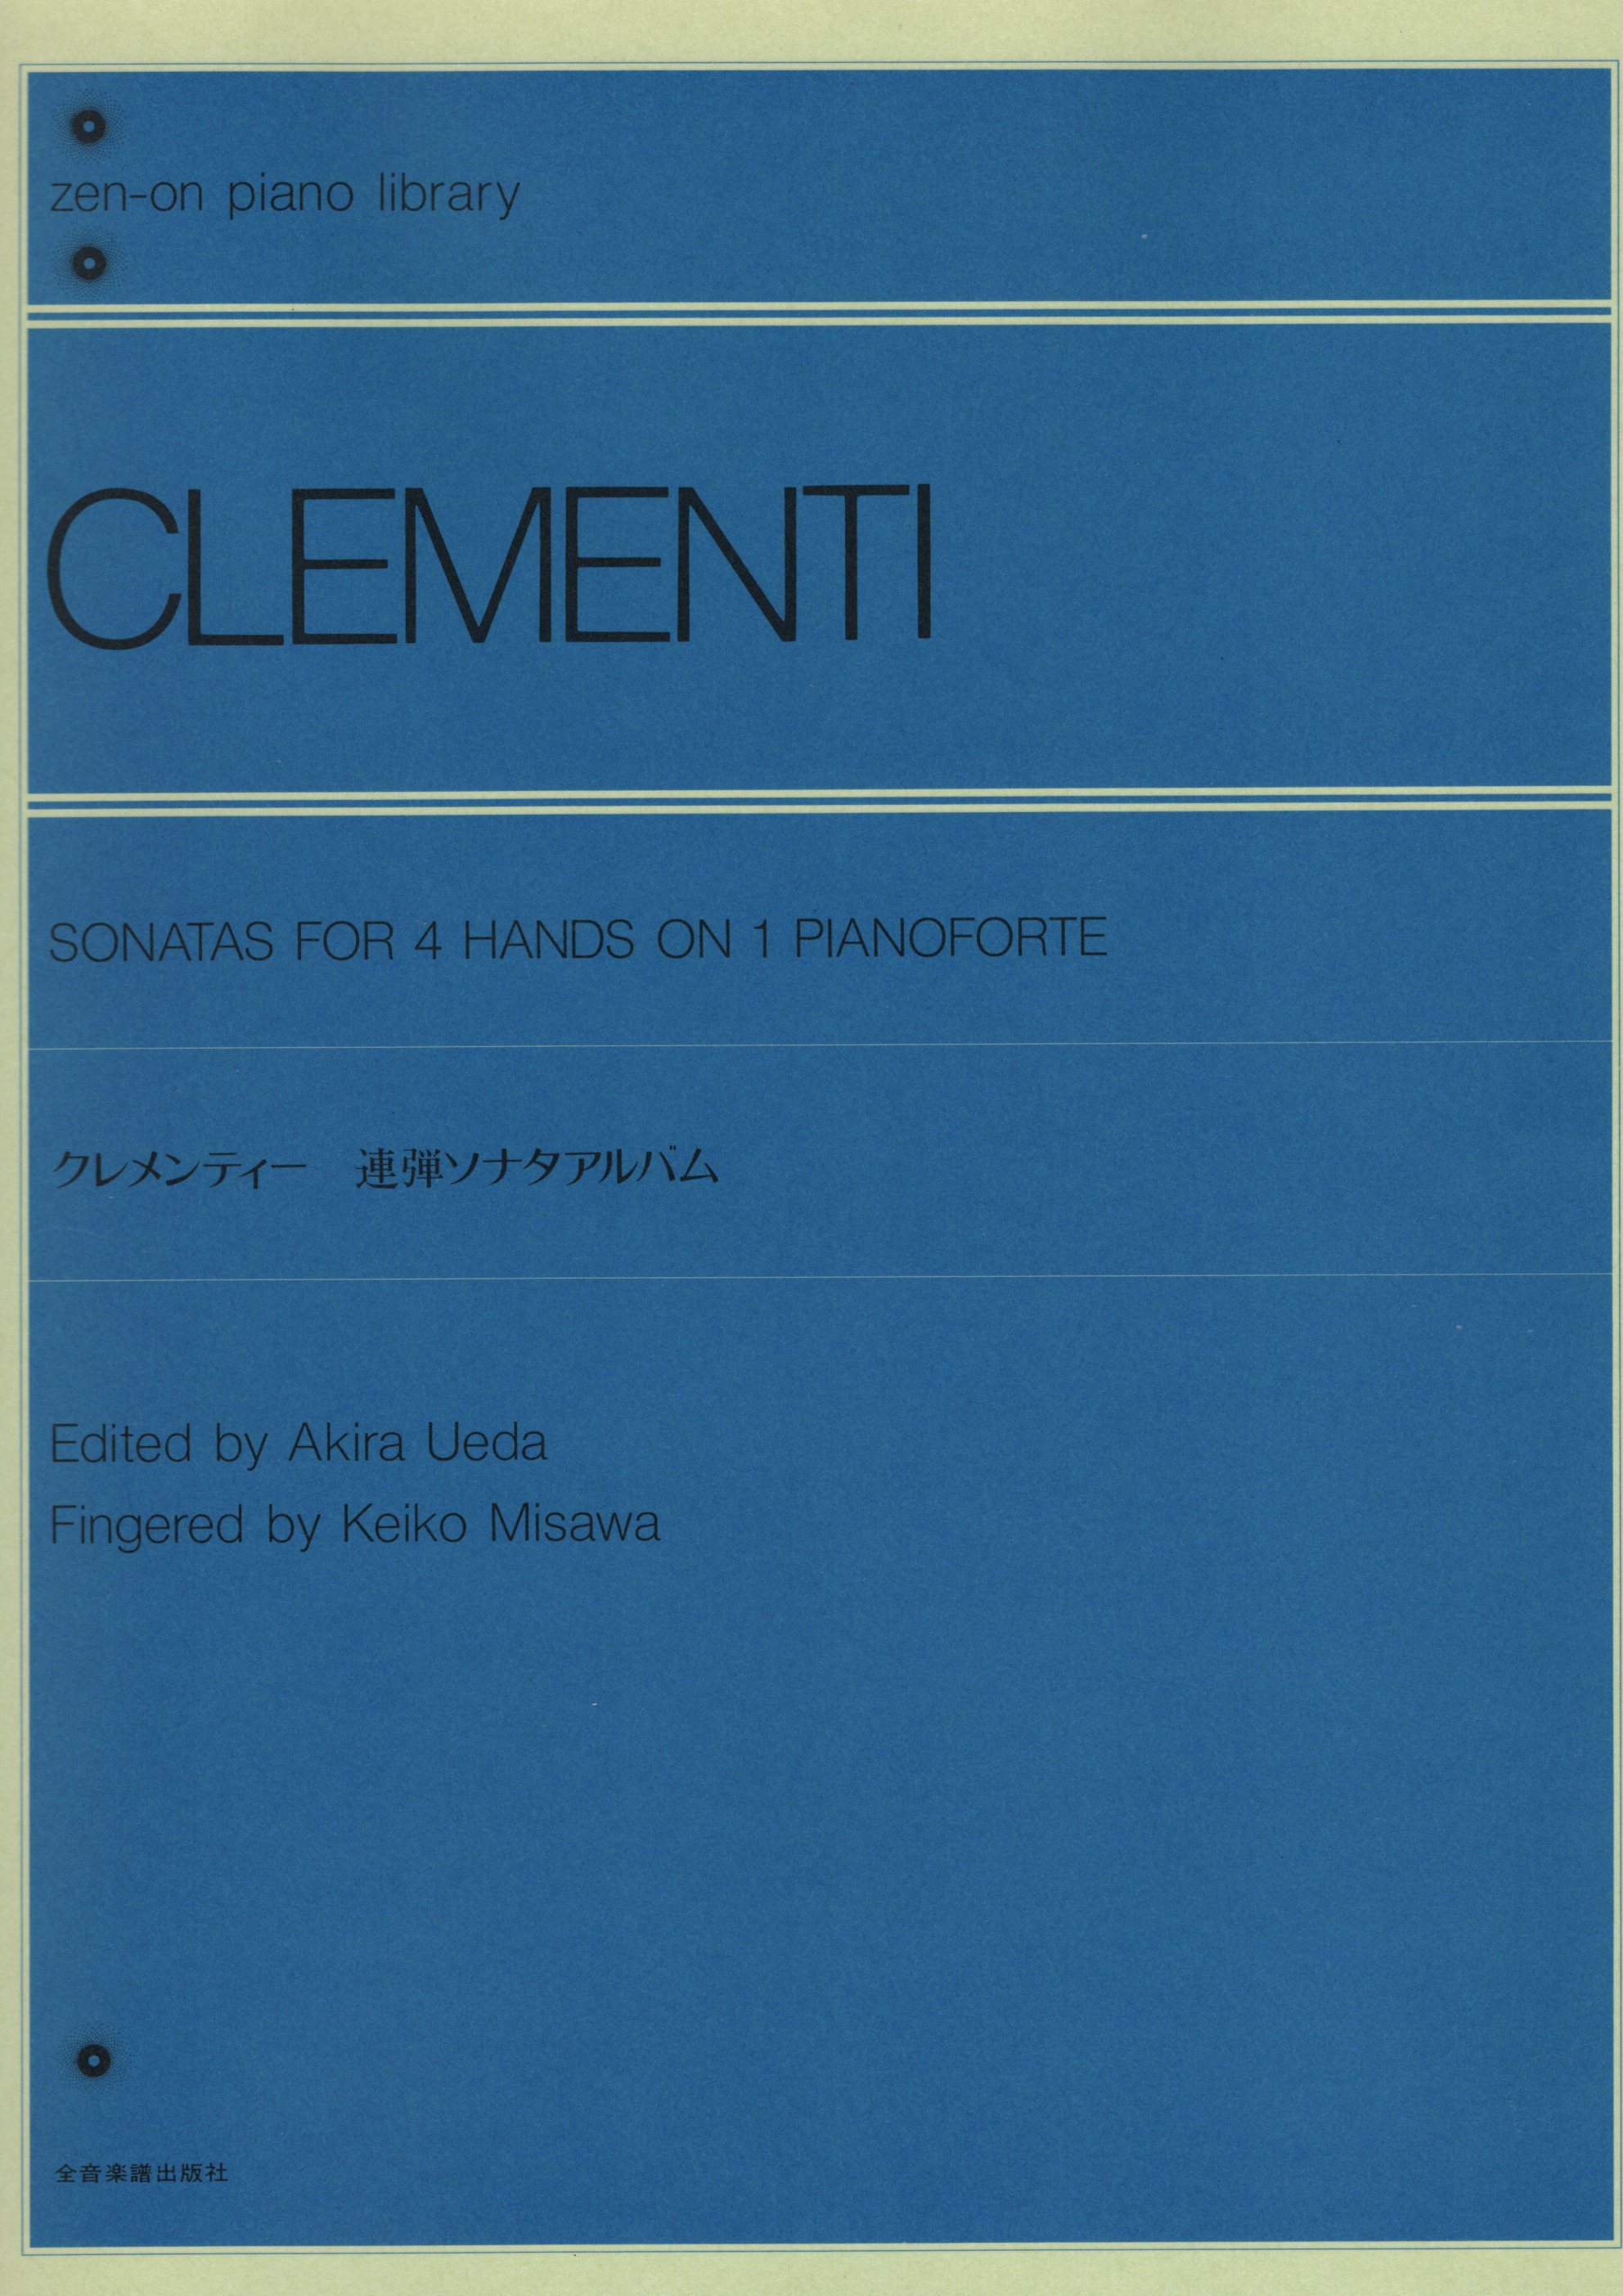 zen-on piano library
CLEMENTI
SONATAS FOR 4 HANDS ON 1 PIANOFORTE
クレメンティー　連弾ソナタアルバム
Edited by Akira Ueda
Fingered by Keiko Misawa
全音楽譜出版社